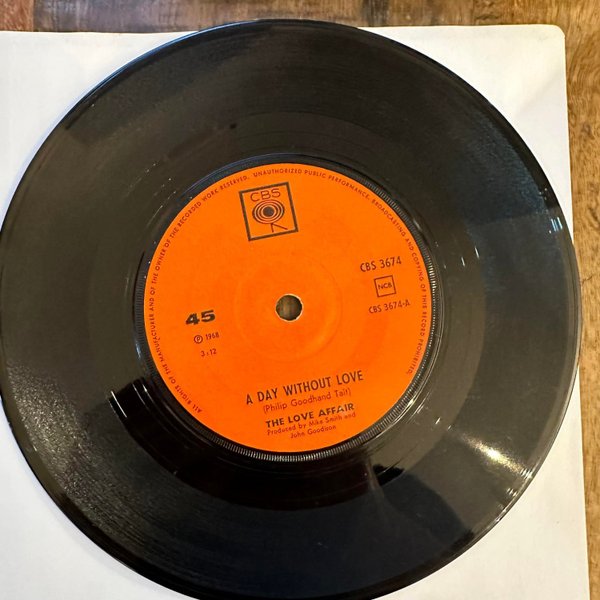 ALL RIGHTS OF THE MANUFACTURER AND OF THE OWNER OF THE RECORDED WORK RESERVED. UNAUTHORIZED PUBLIC PERFORMANCE, BROADCASTING AND COPYING OF THIS RECORD PROHIBITED.
CBS
CBS 3674
NCB
45
CBS 3674-A
℗ 1968
3:12
A DAY WITHOUT LOVE
(Philip Goodhand Tait)
THE LOVE AFFAIR
Produced by Mike Smith and
John Goodison